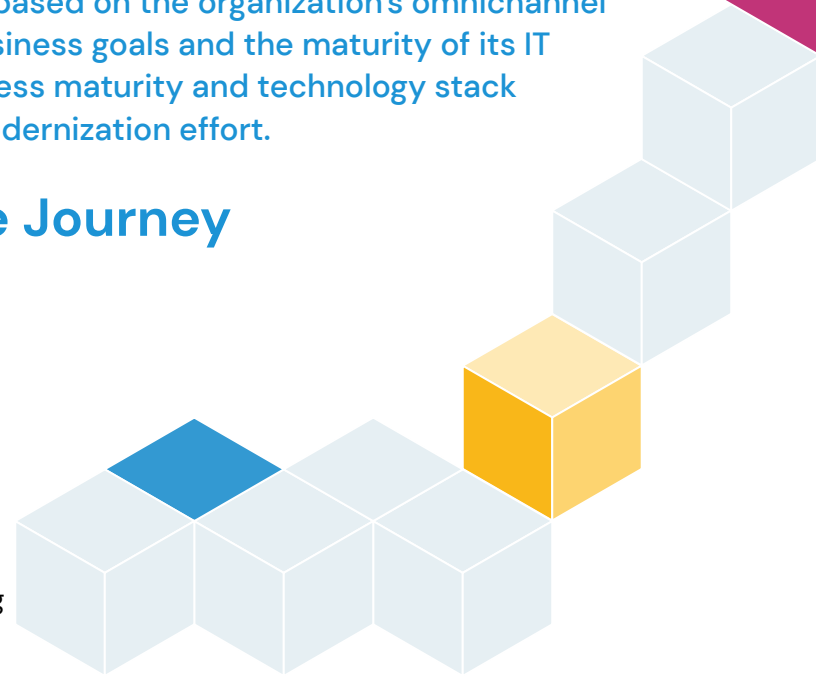 based on the organization's omnichannel
siness goals and the maturity of its IT
ess maturity and technology stack
dernization effort.
e Journey
g